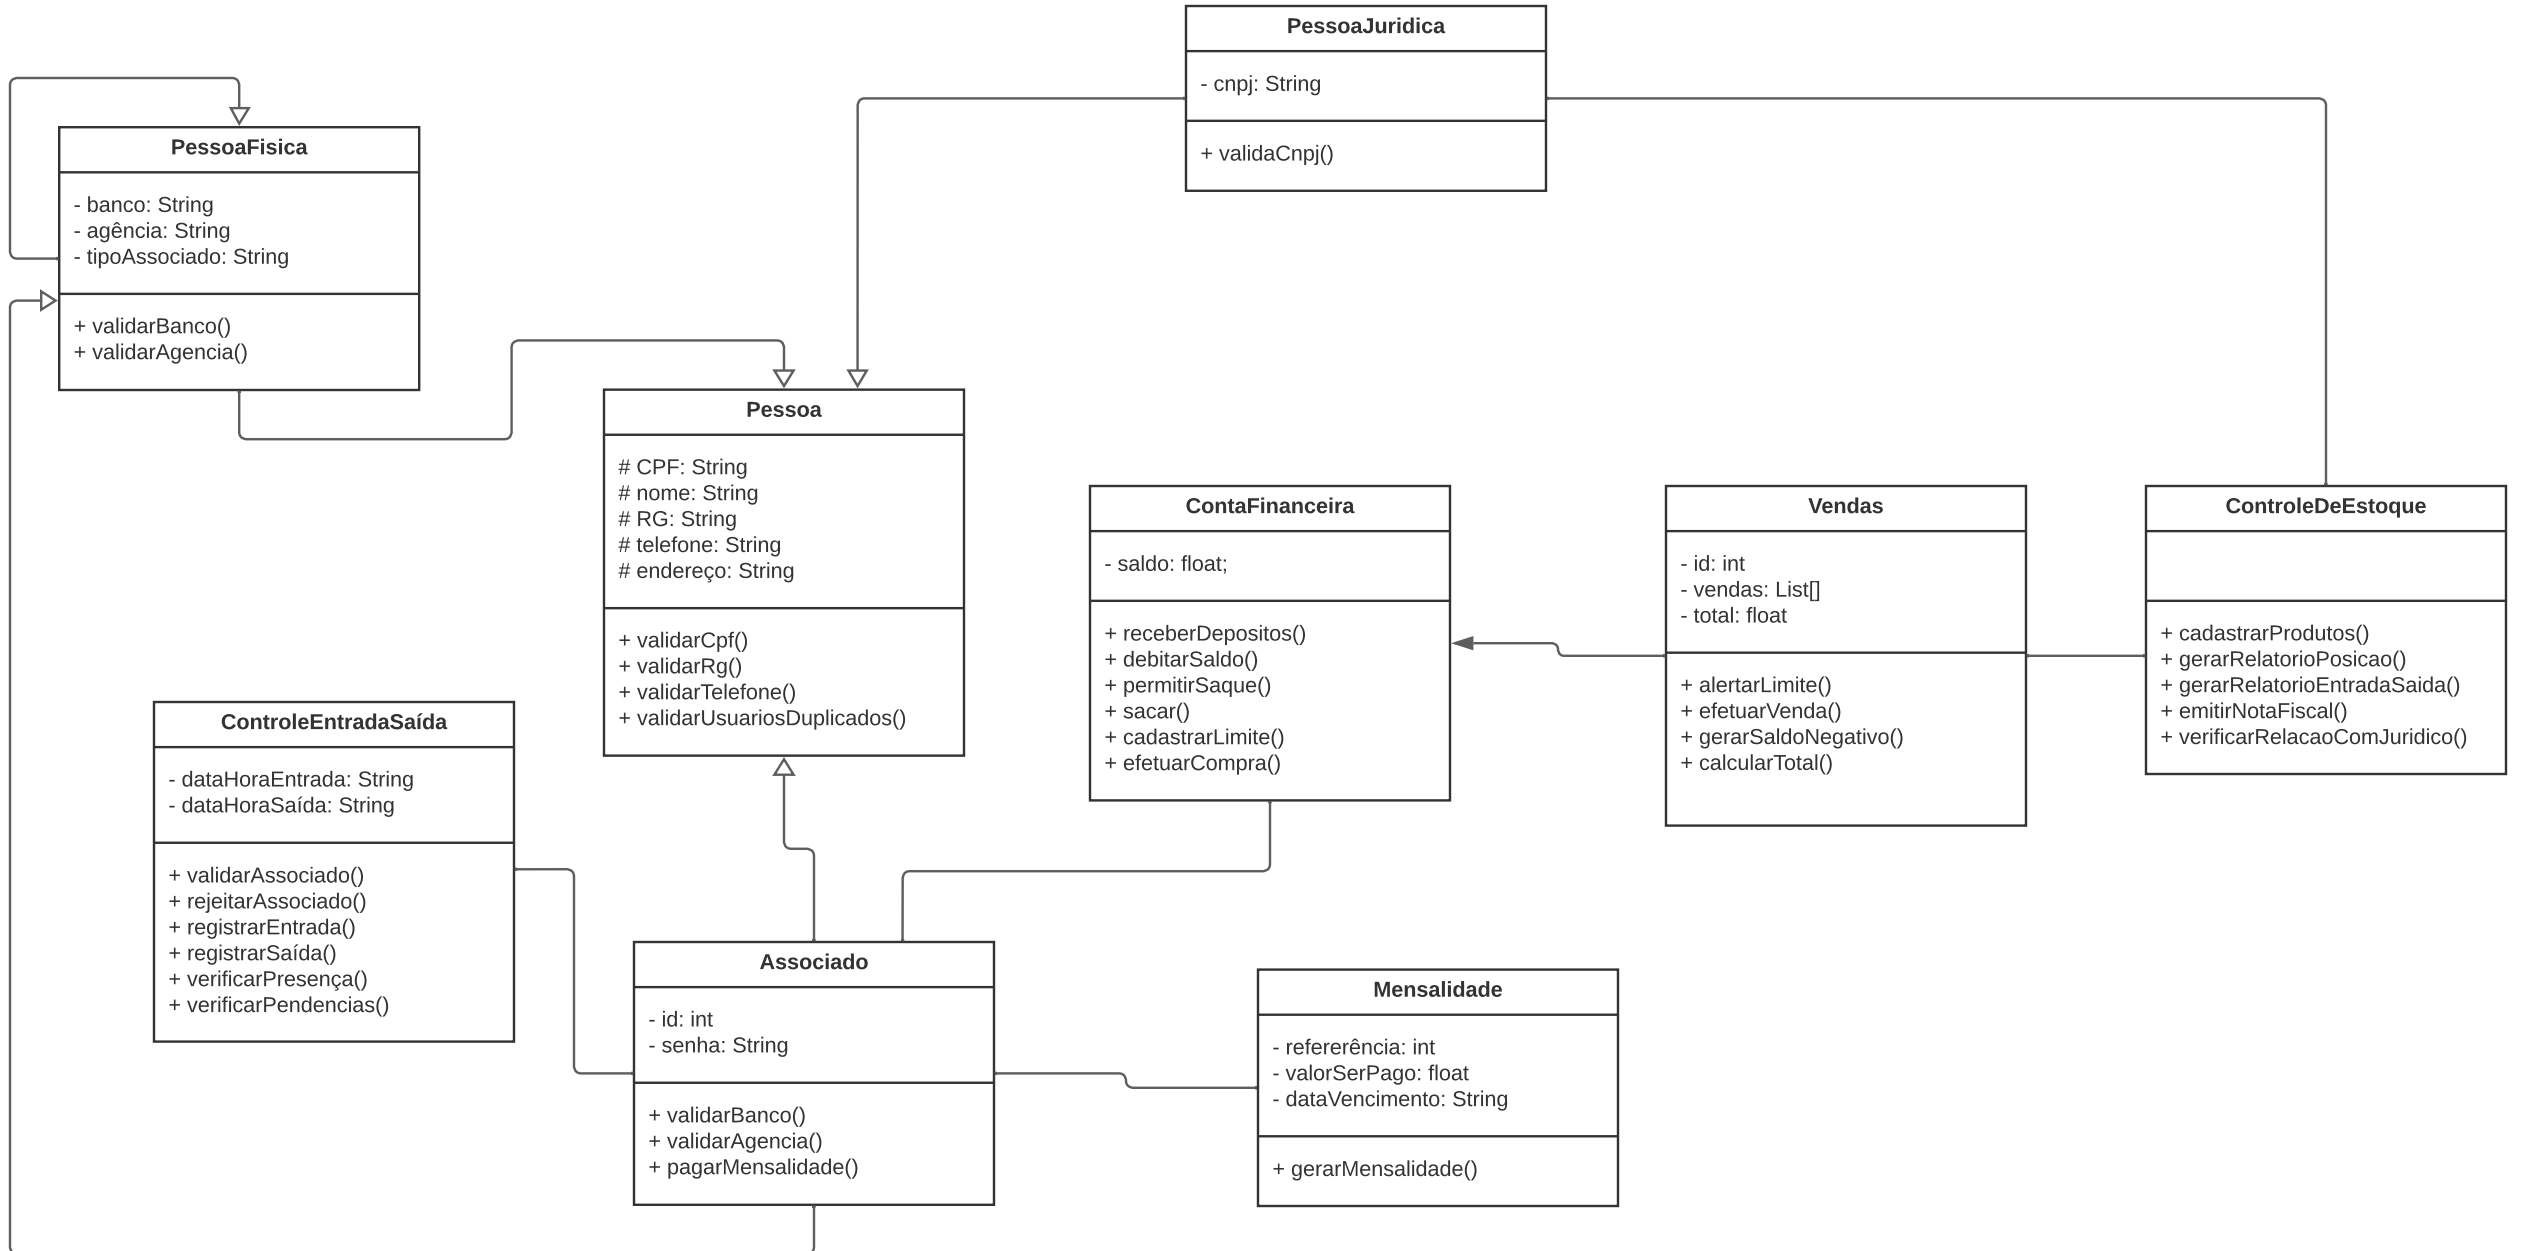 PessoaJuridica
- cnpj: String
+ validaCnpj()
PessoaFisica
- banco: String
- agência: String
- tipoAssociado: String
+ validarBanco()
+ validarAgencia()
Pessoa
# CPF: String
# nome: String
# RG: String
# telefone: String
# endereço: String
+ validarCpf()
+ validarRg()
+ validarTelefone()
+ validarUsuariosDuplicados()
ContaFinanceira
- saldo: float;
+ receberDepositos()
+ debitarSaldo()
+ permitirSaque()
+ sacar()
+ cadastrarLimite()
+ efetuarCompra()
Vendas
- id: int
- vendas: List[]
- total: float
+ alertarLimite()
+ efetuarVenda()
+ gerarSaldoNegativo()
+ calcularTotal()
ControleDeEstoque
+ cadastrarProdutos()
+ gerarRelatorioPosicao()
+ gerarRelatorioEntradaSaida()
+ emitirNotaFiscal()
+ verificarRelacaoComJuridico()
ControleEntradaSaída
- dataHoraEntrada: String
- dataHoraSaída: String
+ validarAssociado()
+ rejeitarAssociado()
+ registrarEntrada()
+ registrarSaída()
+ verificarPresença()
+ verificarPendencias()
Associado
- id: int
- senha: String
+ validarBanco()
+ validarAgencia()
+ pagarMensalidade()
Mensalidade
- refererência: int
- valorSerPago: float
- dataVencimento: String
+ gerarMensalidade()